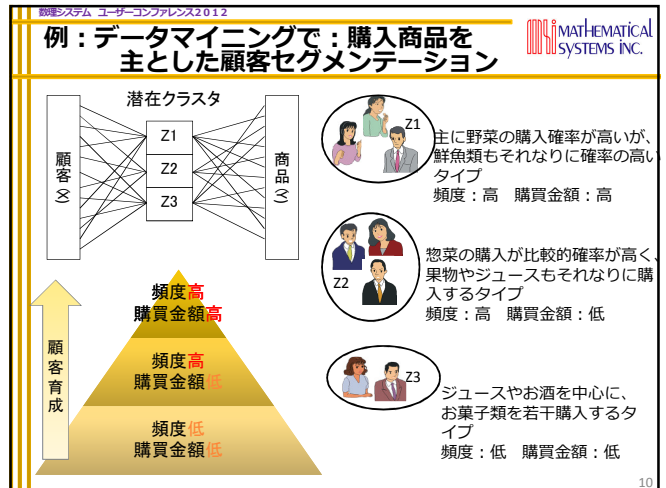 数理システム ユーザーコンファレンス2012
例:データマイニングで:購入商品を
主とした顧客セグメンテーション
MATHEMATICAL
SYSTEMS INC.
潜在クラスタ
顧客(X)
Z1
Z2
Z3
商品(Y)
Z1
主に野菜の購入確率が高いが、
鮮魚類もそれなりに確率の高い
タイプ
頻度:高 購買金額:高
Z2
惣菜の購入が比較的確率が高く、
果物やジュースもそれなりに購
入するタイプ
頻度:高 購買金額:低
Z3
ジュースやお酒を中心に、
お菓子類を若干購入するタ
イプ
頻度:低 購買金額:低
顧客育成
頻度高
購買金額高
頻度高
購買金額低
頻度低
購買金額低
10